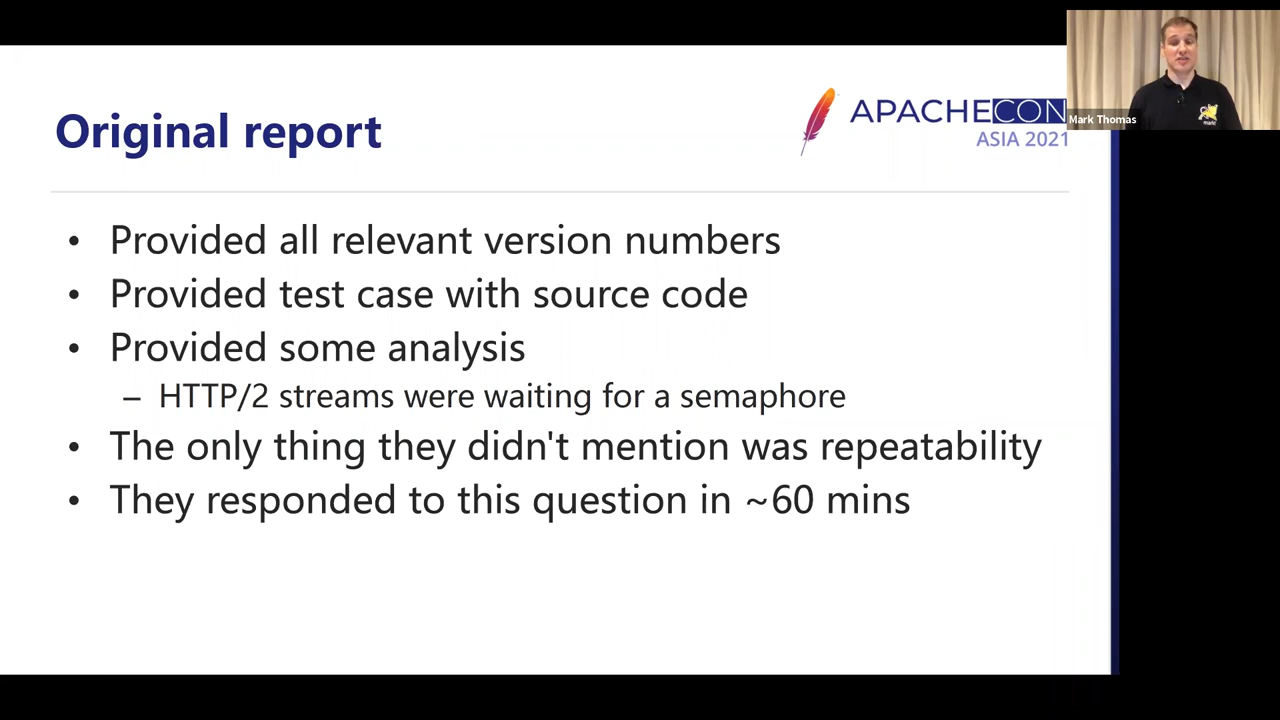 Original report
APACHECON
ASIA 2021
Mark Thomas
• Provided all relevant version numbers
• Provided test case with source code
• Provided some analysis
– HTTP/2 streams were waiting for a semaphore
• The only thing they didn't mention was repeatability
• They responded to this question in ~60 mins